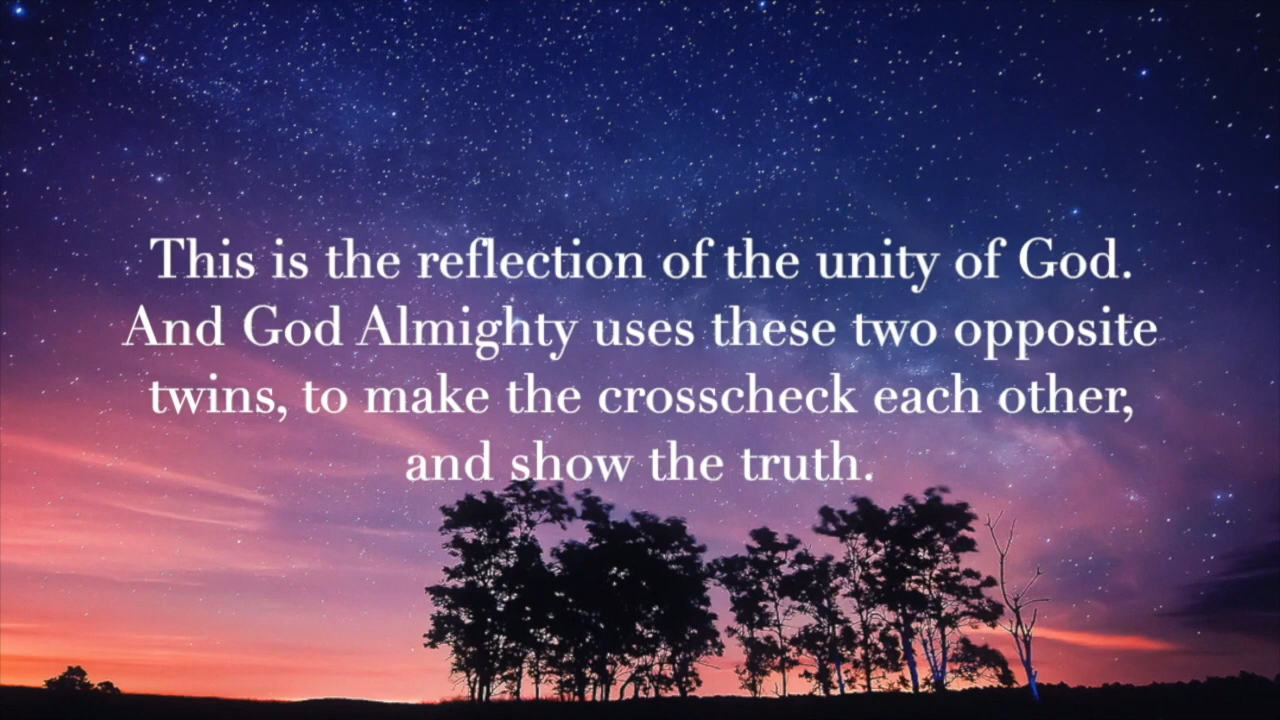 This is the reflection of the unity of God.
And God Almighty uses these two opposite
twins, to make the crosscheck each other,
and show the truth.